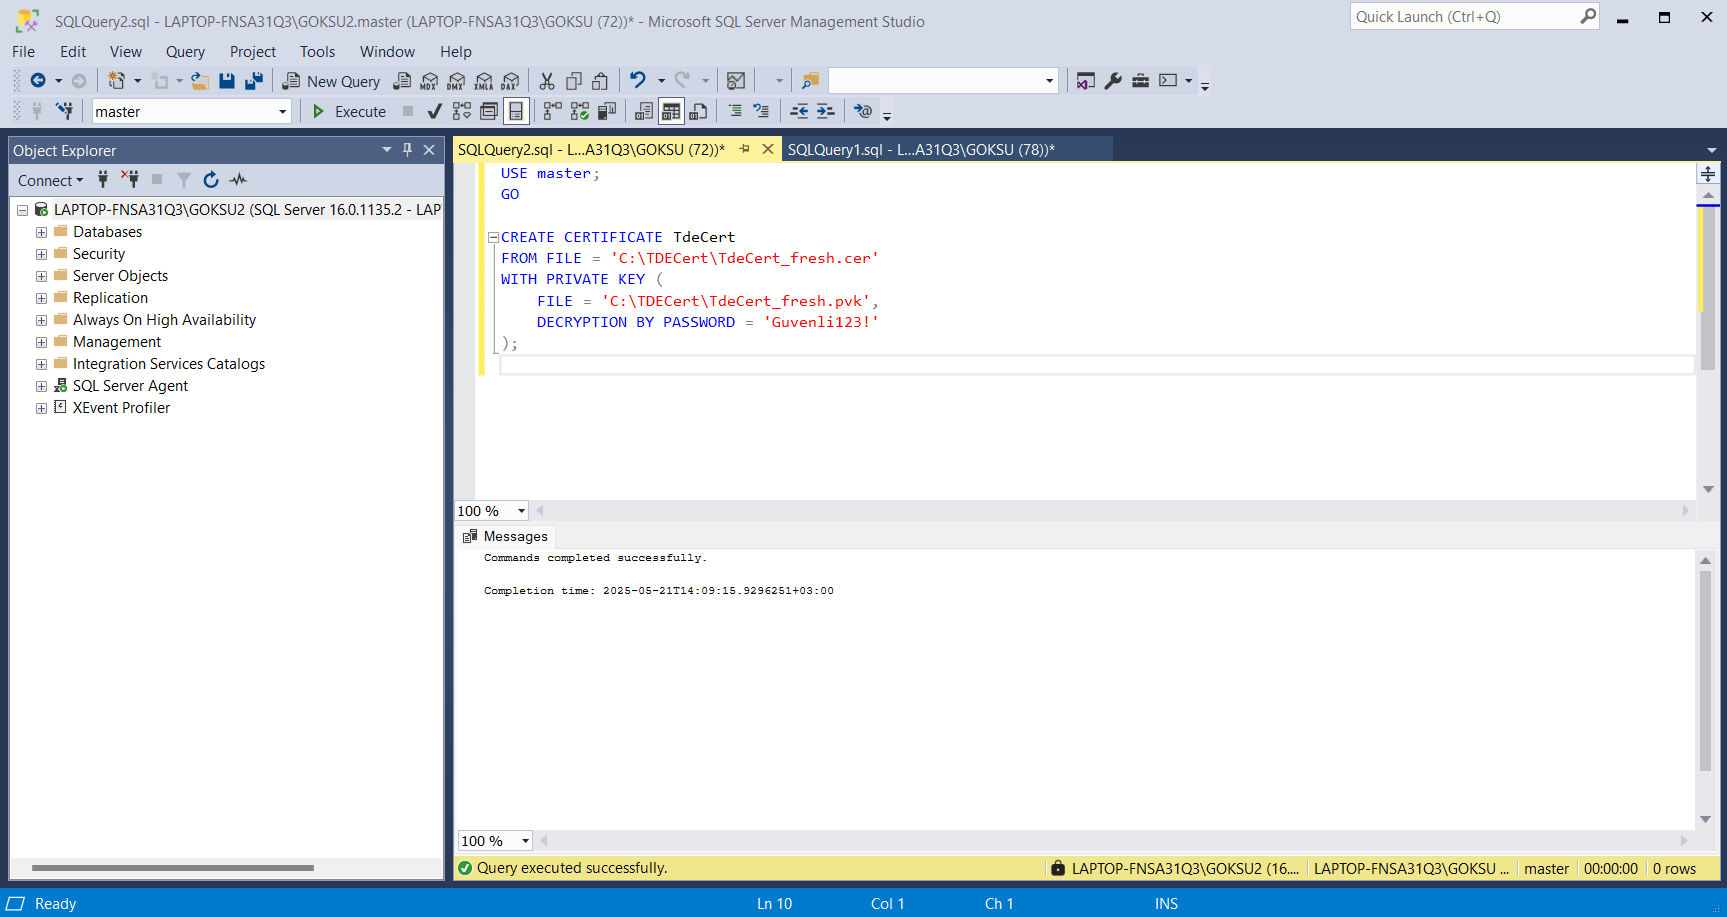 SQLQuery2.sql - LAPTOP-FNSA31Q3\GOKSU2.master (LAPTOP-FNSA31Q3\GOKSU (72))* - Microsoft SQL Server Management Studio
Quick Launch (Ctrl+Q)
File Edit View Query Project Tools Window Help
New Query
MDX DMX XMLA DAX
master
Execute
Object Explorer
Connect
LAPTOP-FNSA31Q3\GOKSU2 (SQL Server 16.0.1135.2 - LAP
Databases
Security
Server Objects
Replication
Always On High Availability
Management
Integration Services Catalogs
SQL Server Agent
XEvent Profiler
SQLQuery2.sql - L...A31Q3\GOKSU (72))*
SQLQuery1.sql - L...A31Q3\GOKSU (78))*
USE master;
GO
CREATE CERTIFICATE TdeCert
FROM FILE = 'C:\TDECert\TdeCert_fresh.cer'
WITH PRIVATE KEY (
FILE = 'C:\TDECert\TdeCert_fresh.pvk',
DECRYPTION BY PASSWORD = 'Guvenli123!'
);
100 %
Messages
Commands completed successfully.
Completion time: 2025-05-21T14:09:15.9296251+03:00
100 %
Query executed successfully.
LAPTOP-FNSA31Q3\GOKSU2 (16....
LAPTOP-FNSA31Q3\GOKSU ...
master
00:00:00
0 rows
Ready
Ln 10
Col 1
Ch 1
INS